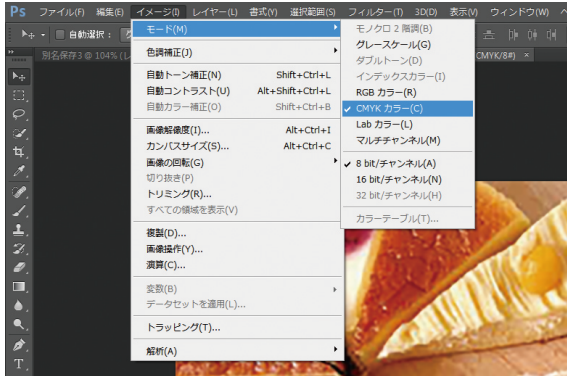 Ps ファイル(F) 編集(E) イメージ(I) レイヤー(L) 書式(Y) 選択範囲(S) フィルター(T) 3D(D) 表示(V) ウィンドウ(W)
自動選択：
別名保存3 @ 104% (レ
CMYK/8#) ×
モード(M)
色調補正(J)
自動トーン補正(N) Shift+Ctrl+L
自動コントラスト(U) Alt+Shift+Ctrl+L
自動カラー補正(O) Shift+Ctrl+B
画像解像度(I)... Alt+Ctrl+I
カンバスサイズ(S)... Alt+Ctrl+C
画像の回転(G)
切り抜き(P)
トリミング(R)...
すべての領域を表示(V)
複製(D)...
画像操作(Y)...
演算(C)...
変数(B)
データセットを適用(L)...
トラッピング(T)...
解析(A)
モノクロ 2 階調(B)
グレースケール(G)
ダブルトーン(D)
インデックスカラー(I)
RGB カラー(R)
✓ CMYK カラー(C)
Lab カラー(L)
マルチチャンネル(M)
✓ 8 bit/チャンネル(A)
16 bit/チャンネル(N)
32 bit/チャンネル(H)
カラーテーブル(T)...